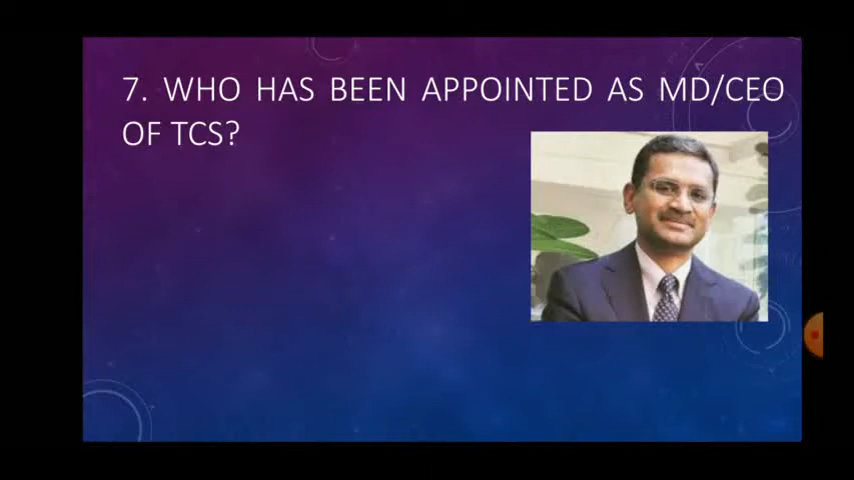 7. WHO HAS BEEN APPOINTED AS MD/CEO
OF TCS?